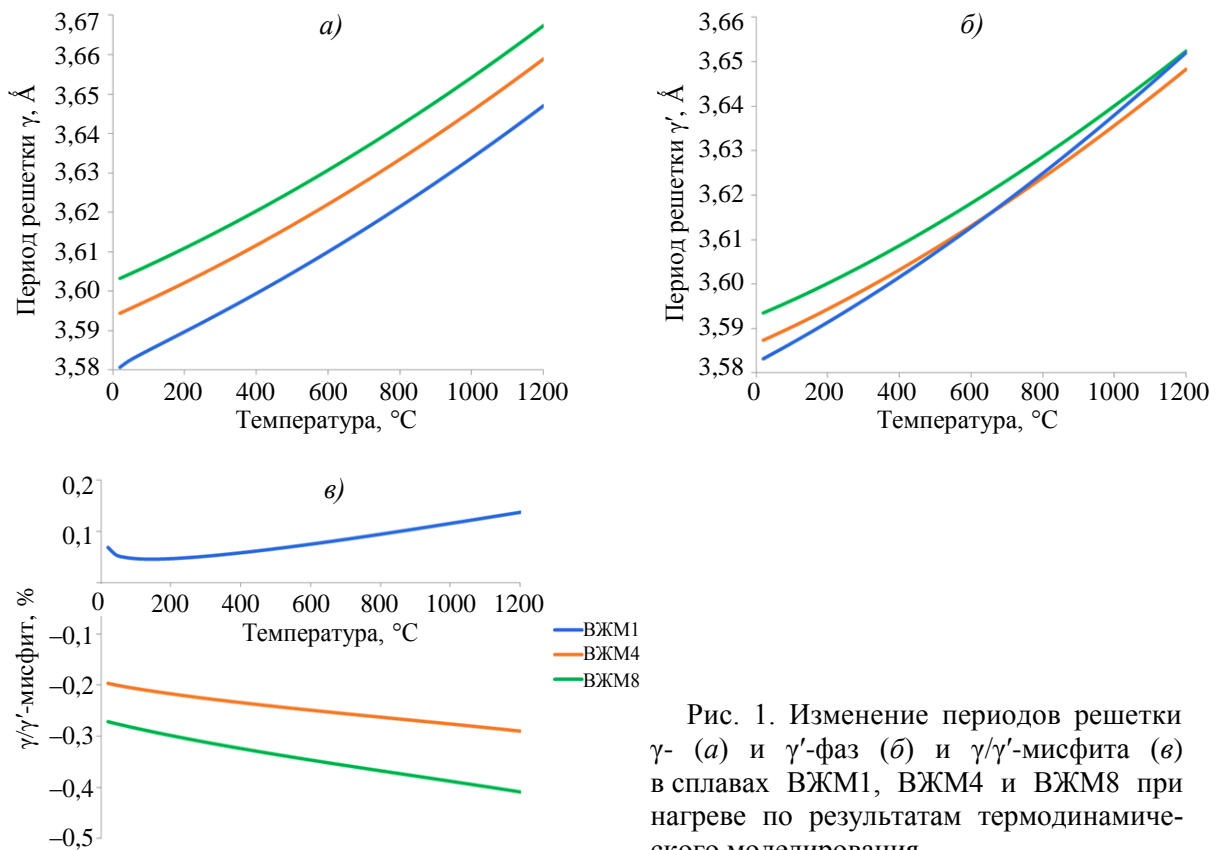 а)
Период решетки γ, Å
3,67
3,66
3,65
3,64
3,63
3,62
3,61
3,60
3,59
3,58
0 200 400 600 800 1000 1200
Температура, °C
б)
Период решетки γ′, Å
3,66
3,65
3,64
3,63
3,62
3,61
3,60
3,59
3,58
0 200 400 600 800 1000 1200
Температура, °C
в)
γ/γ′-мисфит, %
0,2
0,1
0 200 400 600 800 1000 1200
Температура, °C
–0,1
–0,2
–0,3
–0,4
–0,5
ВЖМ1
ВЖМ4
ВЖМ8
Рис. 1. Изменение периодов решетки
γ- (а) и γ′-фаз (б) и γ/γ′-мисфита (в)
в сплавах ВЖМ1, ВЖМ4 и ВЖМ8 при
нагреве по результатам термодинамиче-
ского моделирования